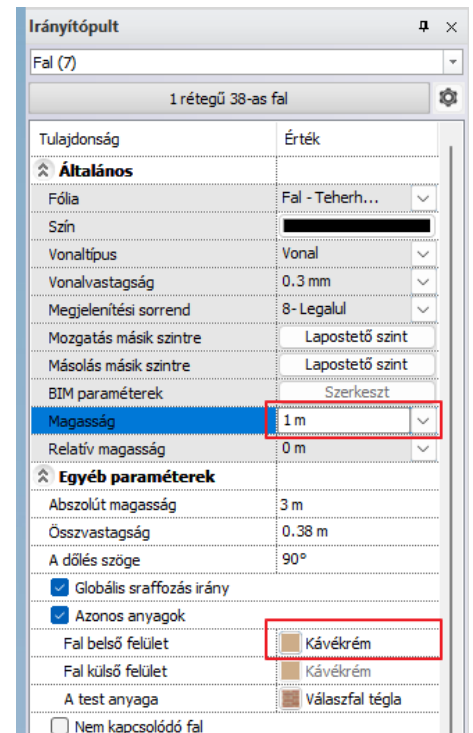 Irányítópult
Fal (7)
1 rétegű 38-as fal
Tulajdonság Érték
Általános
Fólia Fal - Teherh...
Szín
Vonaltípus Vonal
Vonalvastagság 0.3 mm
Megjelenítési sorrend 8- Legalul
Mozgatás másik szintre Lapostető szint
Másolás másik szintre Lapostető szint
BIM paraméterek Szerkeszt
Magasság 1 m
Relatív magasság 0 m
Egyéb paraméterek
Abszolút magasság 3 m
Összvastagság 0.38 m
A dőlés szöge 90°
Globális sraffozás irány
Azonos anyagok
Fal belső felület Kávékrém
Fal külső felület Kávékrém
A test anyaga Válaszfal tégla
Nem kapcsolódó fal